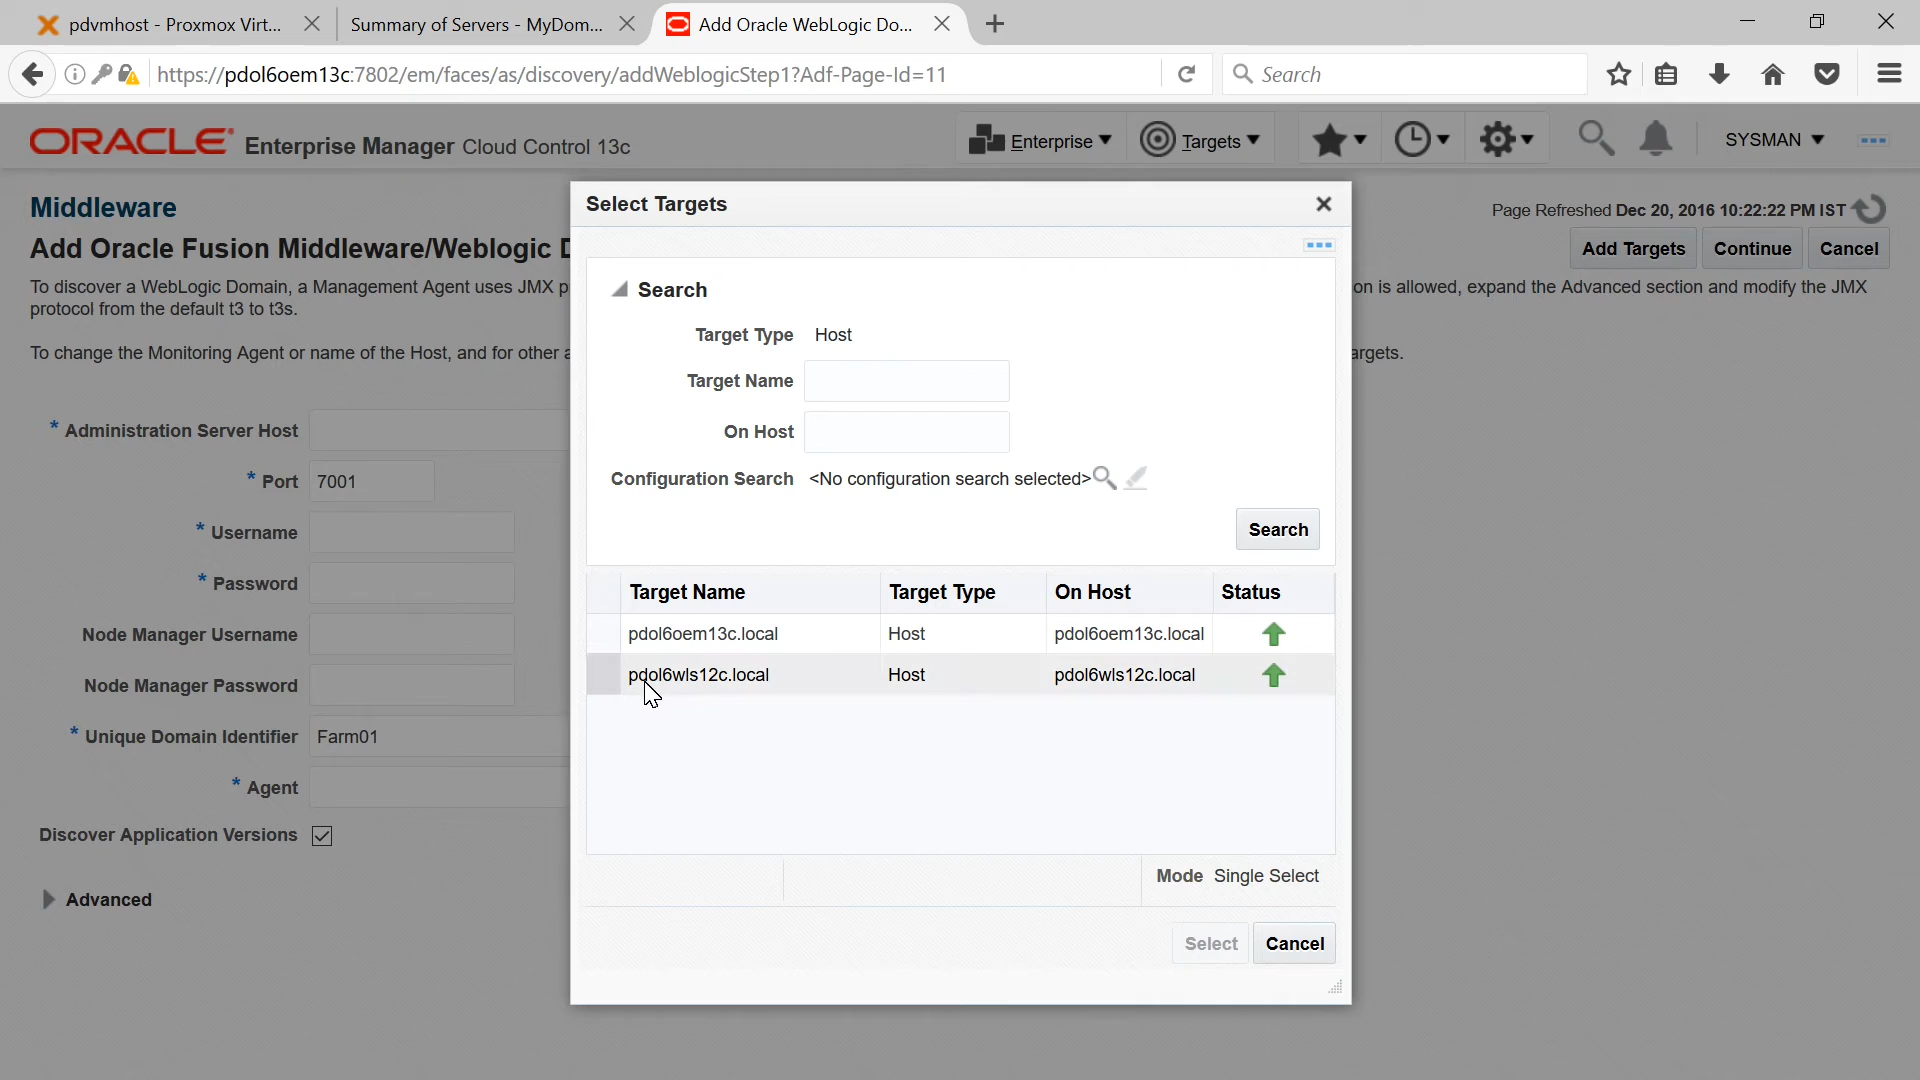 pdvmhost - Proxmox Virt...
Summary of Servers - MyDom...
Add Oracle WebLogic Do...
https://pdol6oem13c:7802/em/faces/as/discovery/addWeblogicStep1?Adf-Page-Id=11
Search
ORACLE Enterprise Manager Cloud Control 13c
Enterprise
Targets
SYSMAN
Middleware
Page Refreshed Dec 20, 2016 10:22:22 PM IST
Add Oracle Fusion Middleware/Weblogic D
Add Targets
Continue
Cancel
To discover a WebLogic Domain, a Management Agent uses JMX p
on is allowed, expand the Advanced section and modify the JMX
protocol from the default t3 to t3s.
To change the Monitoring Agent or name of the Host, and for other a
argets.
* Administration Server Host
* Port 7001
* Username
* Password
Node Manager Username
Node Manager Password
* Unique Domain Identifier Farm01
* Agent
Discover Application Versions
Advanced
Select Targets
Search
Target Type Host
Target Name
On Host
Configuration Search <No configuration search selected>
Search
Target Name Target Type On Host Status
pdol6oem13c.local Host pdol6oem13c.local
pdol6wls12c.local Host pdol6wls12c.local
Mode Single Select
Select
Cancel